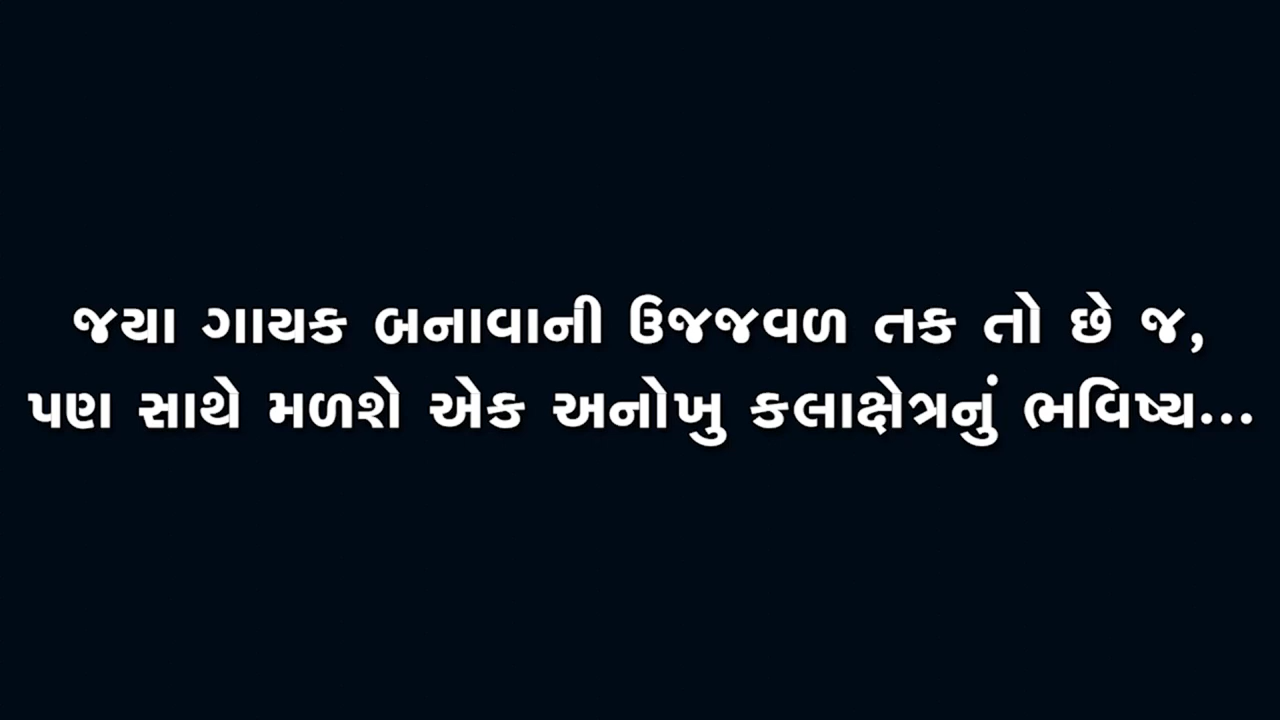 જયા ગાયક બનાવાની ઉજજવળ તક તો છે જ,
પણ સાથે મળશે એક અનોખુ કલાક્ષેત્રનું ભવિષ્ય...